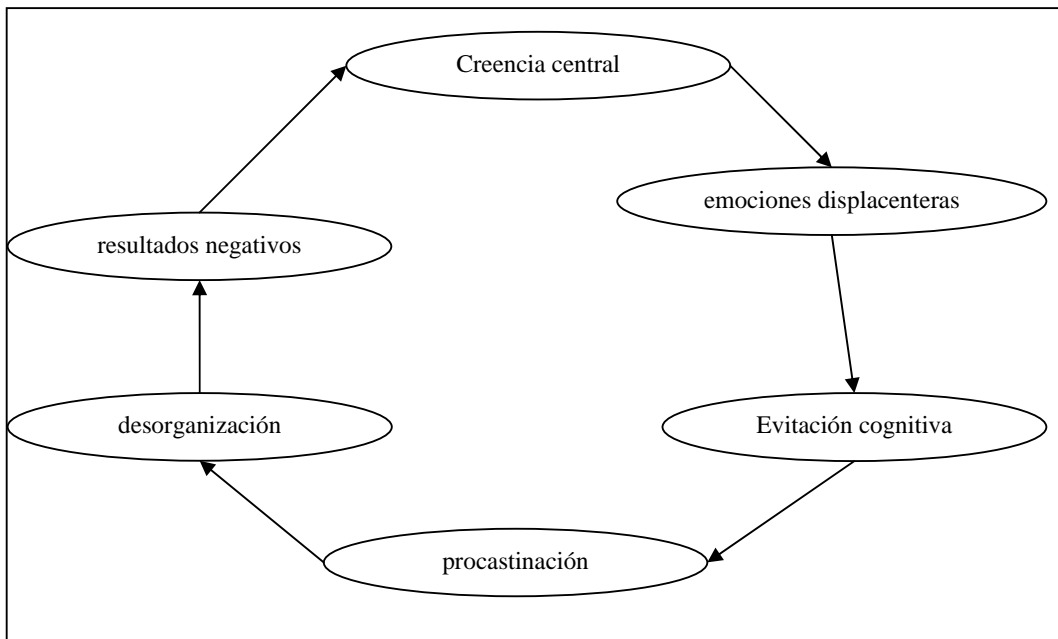 Creencia central
emociones displacenteras
Evitación cognitiva
procastinación
desorganización
resultados negativos